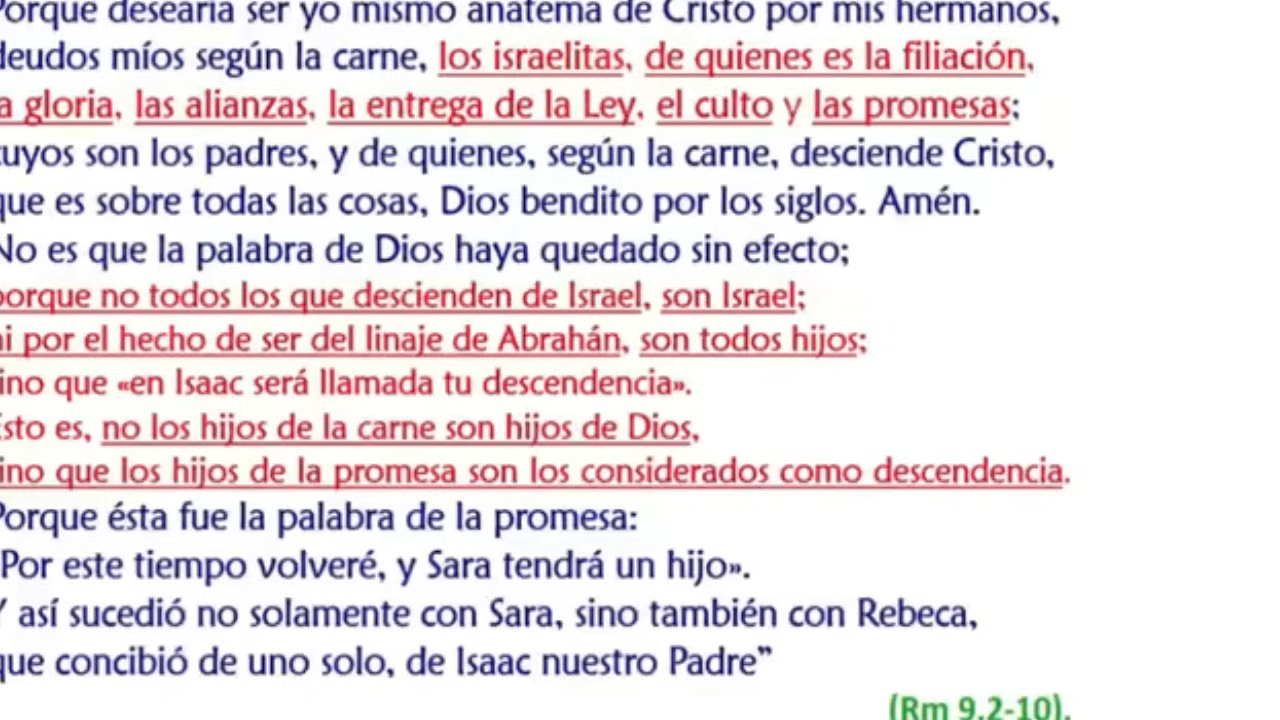 Porque desearía ser yo mismo anatema de Cristo por mis hermanos,
deudos míos según la carne, los israelitas, de quienes es la filiación,
la gloria, las alianzas, la entrega de la Ley, el culto y las promesas;
cuyos son los padres, y de quienes, según la carne, desciende Cristo,
que es sobre todas las cosas, Dios bendito por los siglos. Amén.
No es que la palabra de Dios haya quedado sin efecto;
porque no todos los que descienden de Israel, son Israel;
ni por el hecho de ser del linaje de Abrahán, son todos hijos;
sino que «en Isaac será llamada tu descendencia».
Esto es, no los hijos de la carne son hijos de Dios,
sino que los hijos de la promesa son los considerados como descendencia.
Porque ésta fue la palabra de la promesa:
«Por este tiempo volveré, y Sara tendrá un hijo».
Y así sucedió no solamente con Sara, sino también con Rebeca,
que concibió de uno solo, de Isaac nuestro Padre”
(Rm 9,2-10).